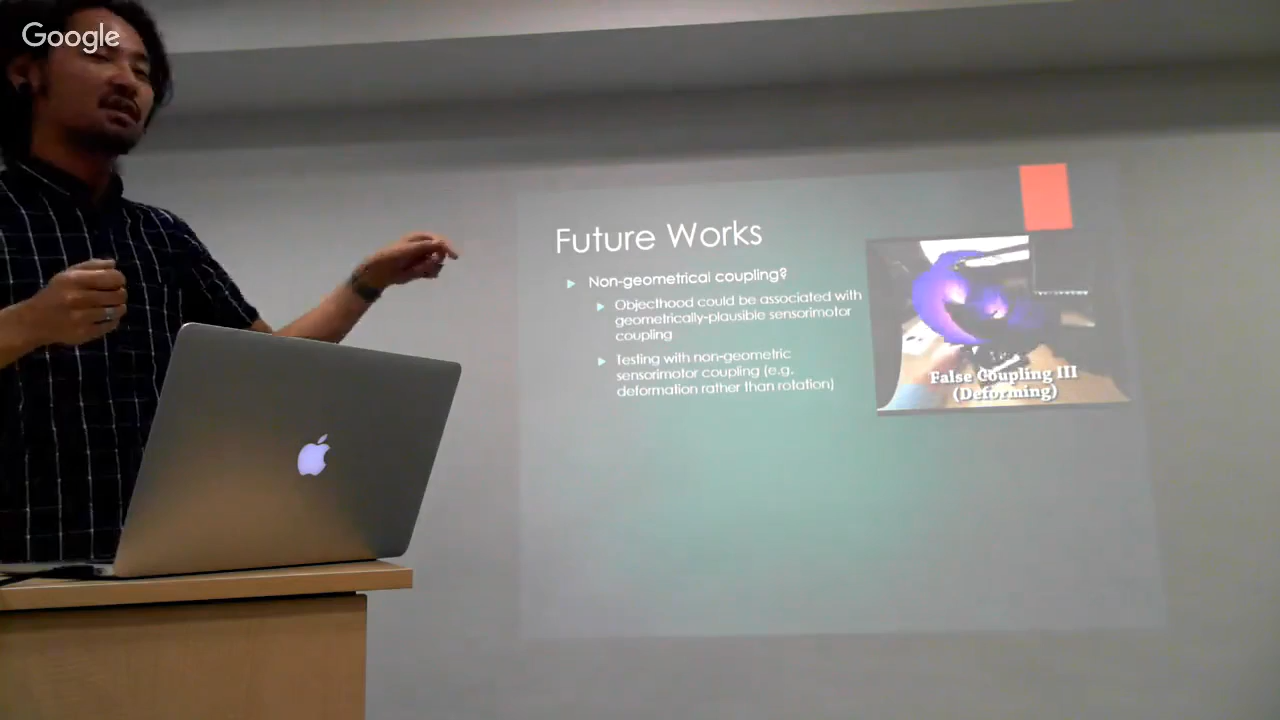 Google
Future Works
Non-geometrical coupling?
Objecthood could be associated with
geometrically-plausible sensorimotor
coupling
Testing with non-geometric
sensorimotor coupling (e.g.
deformation rather than rotation)
False Coupling III
(Deforming)